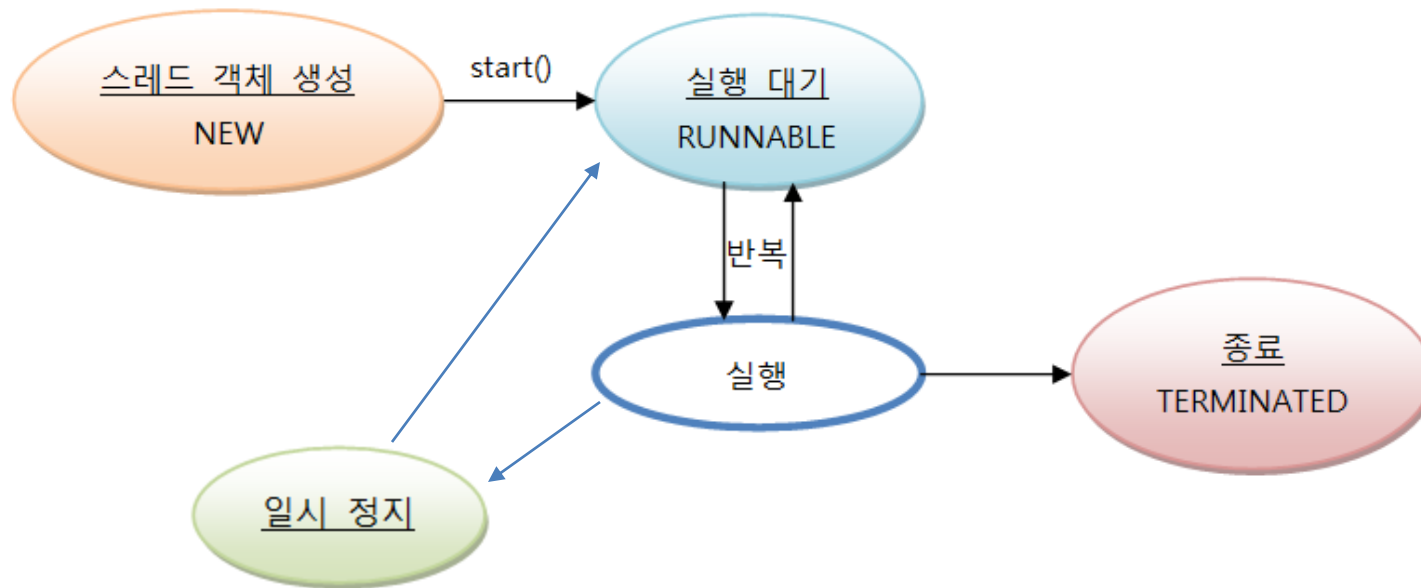 스레드 객체 생성
NEW
start()
실행 대기
RUNNABLE
반복
실행
종료
TERMINATED
일시 정지